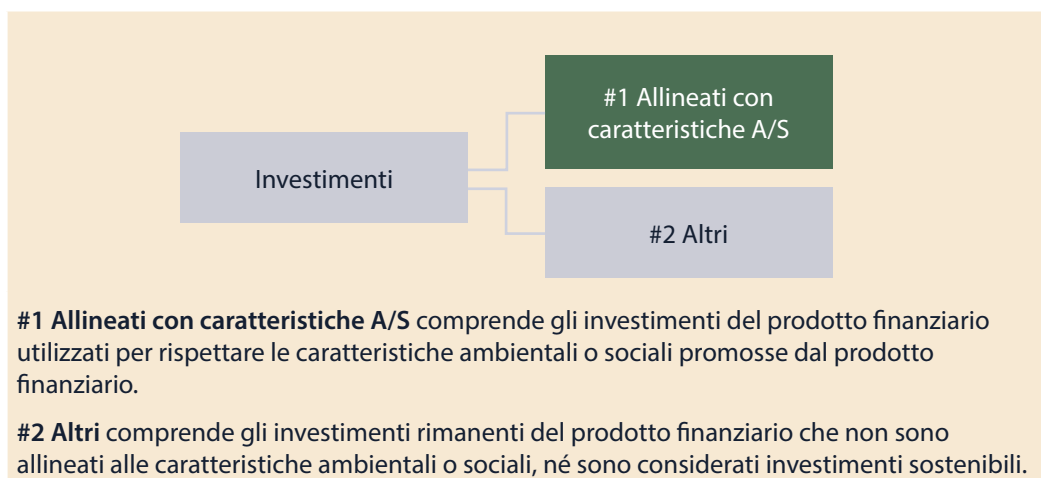 #1 Allineati con
caratteristiche A/S
Investimenti
#2 Altri
#1 Allineati con caratteristiche A/S comprende gli investimenti del prodotto finanziario
utilizzati per rispettare le caratteristiche ambientali o sociali promosse dal prodotto
finanziario.
#2 Altri comprende gli investimenti rimanenti del prodotto finanziario che non sono
allineati alle caratteristiche ambientali o sociali, né sono considerati investimenti sostenibili.